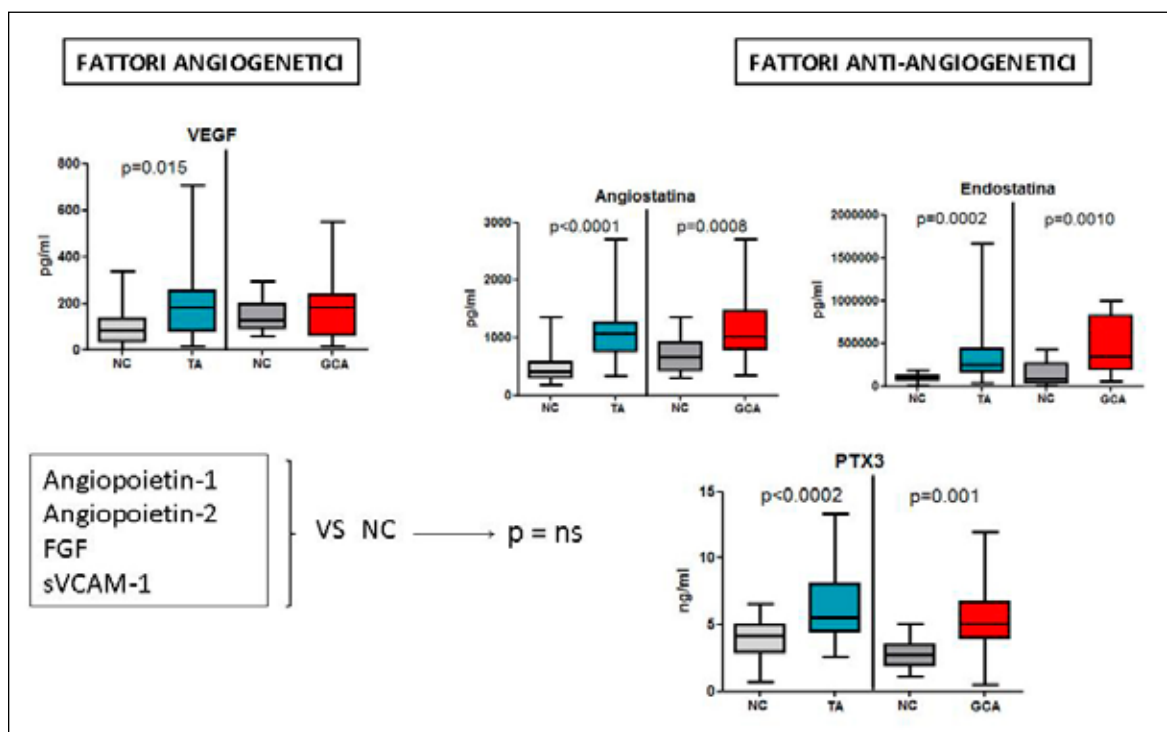 FATTORI ANGIOGENETICI
FATTORI ANTI-ANGIOGENETICI
VEGF
p=0.015
800
600
400
200
0
pg/ml
NC
TA
NC
GCA
Angiostatina
p<0.0001
p=0.0008
3000
2000
1000
0
pg/ml
NC
TA
NC
GCA
Endostatina
p=0.0002
p=0.0010
2000000
1500000
1000000
500000
0
pg/ml
NC
TA
NC
GCA
Angiopoietin-1
Angiopoietin-2
FGF
sVCAM-1
VS NC → p = ns
PTX3
p<0.0002
p=0.001
15
10
5
0
ng/ml
NC
TA
NC
GCA